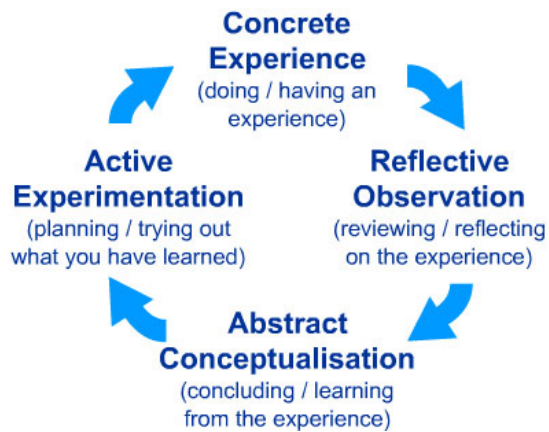 Concrete
Experience
(doing / having an
experience)
Reflective
Observation
(reviewing / reflecting
on the experience)
Abstract
Conceptualisation
(concluding / learning
from the experience)
Active
Experimentation
(planning / trying out
what you have learned)